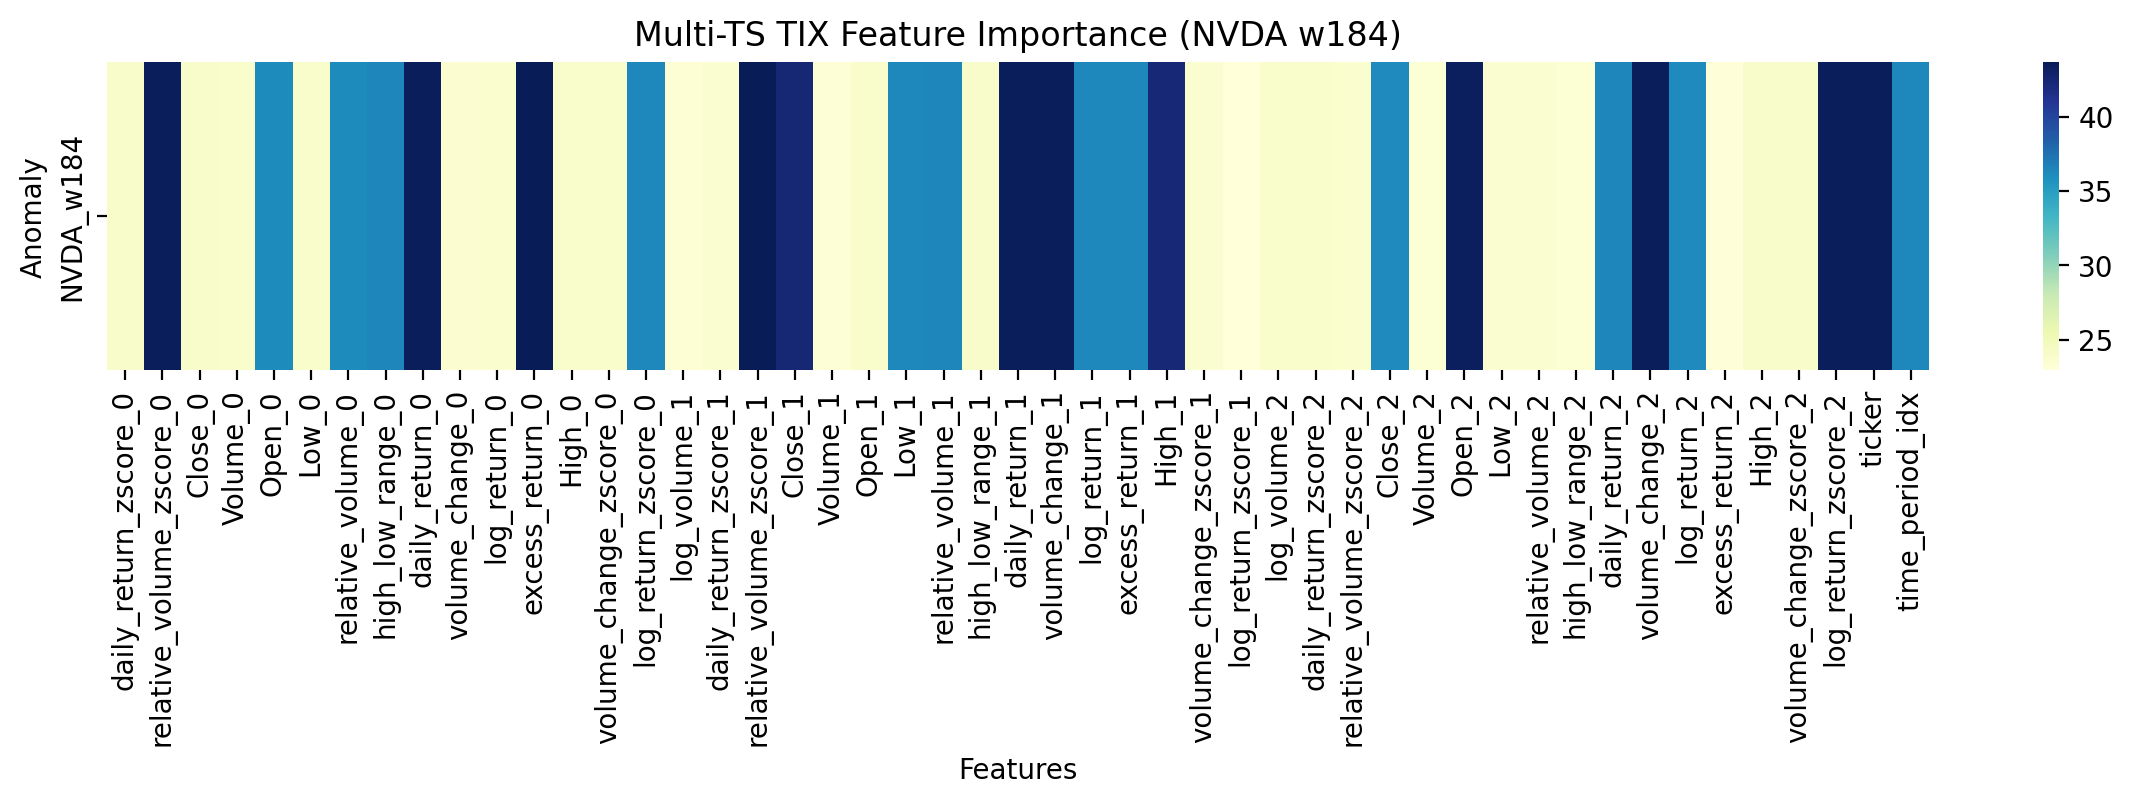 Multi-TS TIX Feature Importance (NVDA w184)
Anomaly
NVDA_w184
40
35
30
25
daily_return_zscore_0
relative_volume_zscore_0
Close_0
Volume_0
Open_0
Low_0
relative_volume_0
high_low_range_0
daily_return_0
volume_change_0
log_return_0
excess_return_0
High_0
volume_change_zscore_0
log_return_zscore_0
log_volume_1
daily_return_zscore_1
relative_volume_zscore_1
Close_1
Volume_1
Open_1
Low_1
relative_volume_1
high_low_range_1
daily_return_1
volume_change_1
log_return_1
excess_return_1
High_1
volume_change_zscore_1
log_return_zscore_1
log_volume_2
daily_return_zscore_2
relative_volume_zscore_2
Close_2
Volume_2
Open_2
Low_2
relative_volume_2
high_low_range_2
daily_return_2
volume_change_2
log_return_2
excess_return_2
High_2
volume_change_zscore_2
log_return_zscore_2
ticker
time_period_idx
Features